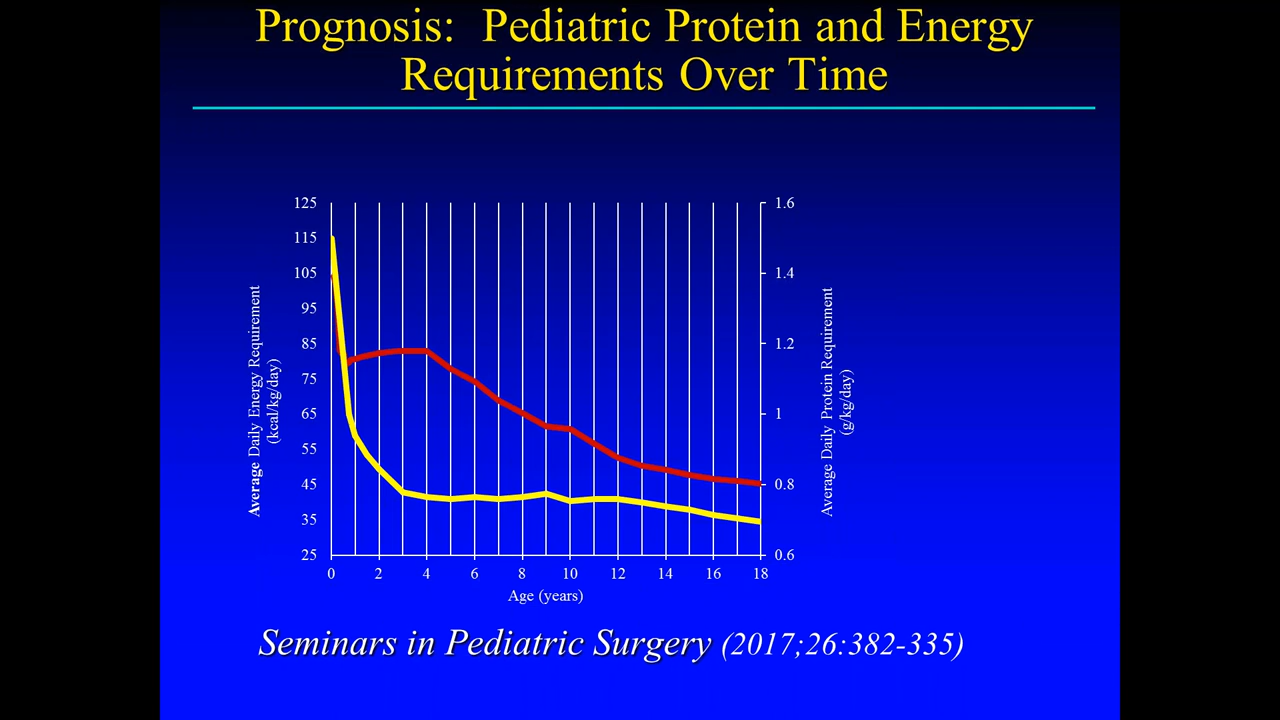 Prognosis: Pediatric Protein and Energy
Requirements Over Time
125
115
105
95
85
75
65
55
45
35
25
1.6
1.4
1.2
1
0.8
0.6
Average Daily Energy Requirement
(kcal/kg/day)
Average Daily Protein Requirement
(g/kg/day)
0 2 4 6 8 10 12 14 16 18
Age (years)
Seminars in Pediatric Surgery (2017;26:382-335)